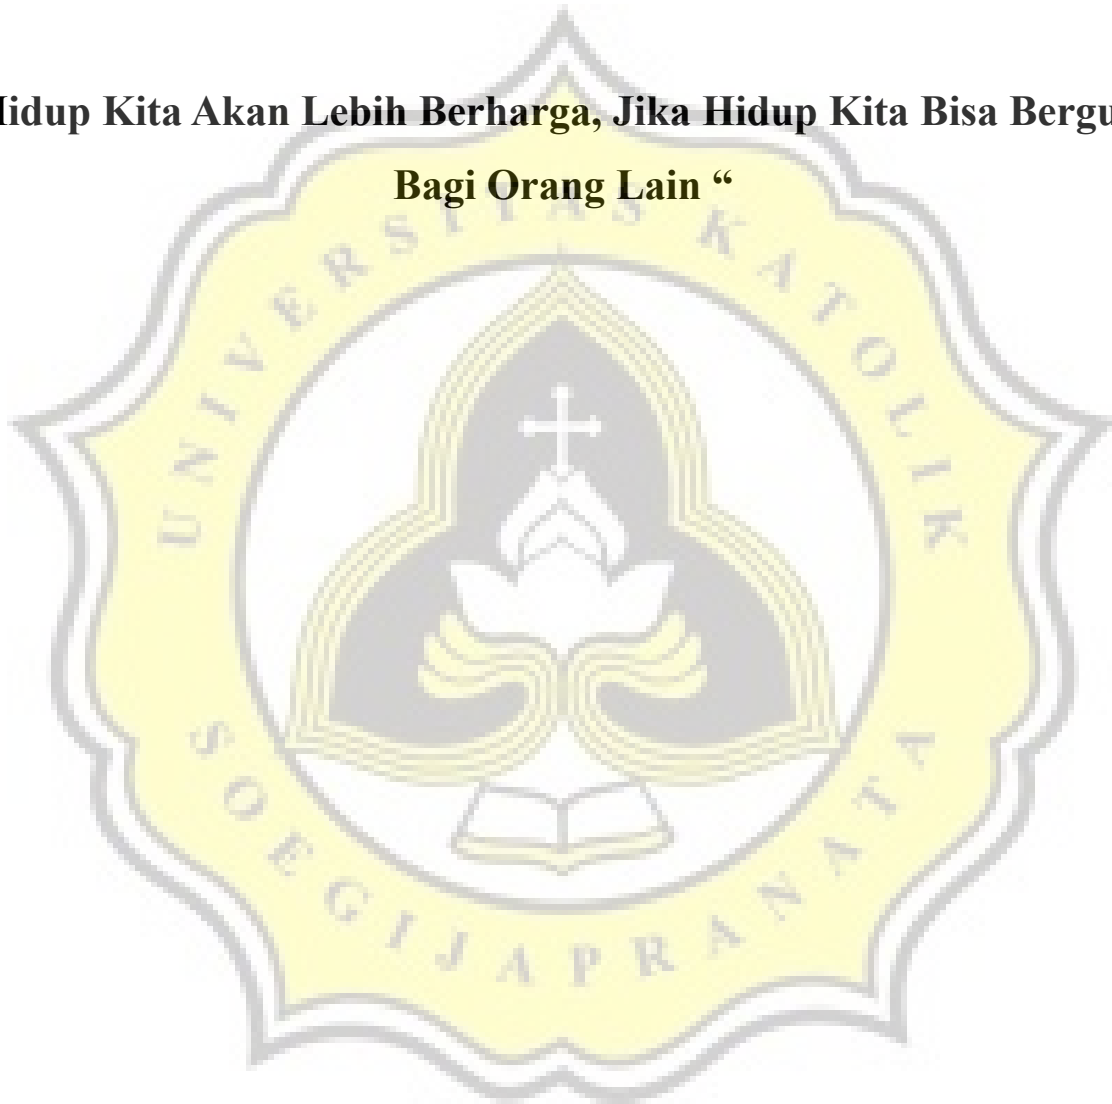 Hidup Kita Akan Lebih Berharga, Jika Hidup Kita Bisa Bergu
Bagi Orang Lain “
UNIVERSITAS KATOLIK
SOEGIJAPRANATA